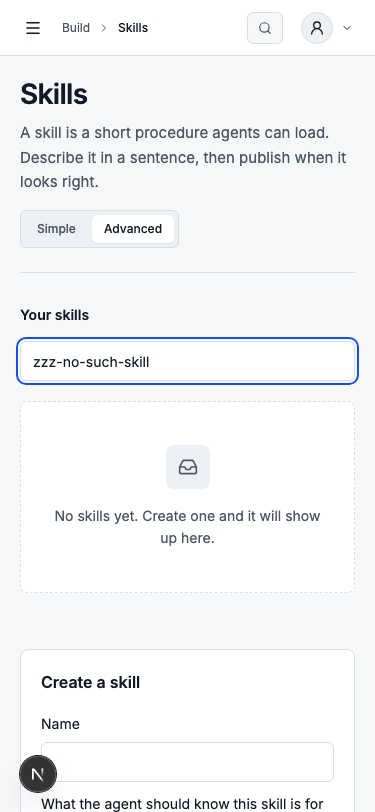 Build
Skills
Skills
A skill is a short procedure agents can load.
Describe it in a sentence, then publish when it
looks right.
Simple
Advanced
Your skills
zzz-no-such-skill
No skills yet. Create one and it will show
up here.
Create a skill
Name
N
What the agent should know this skill is for